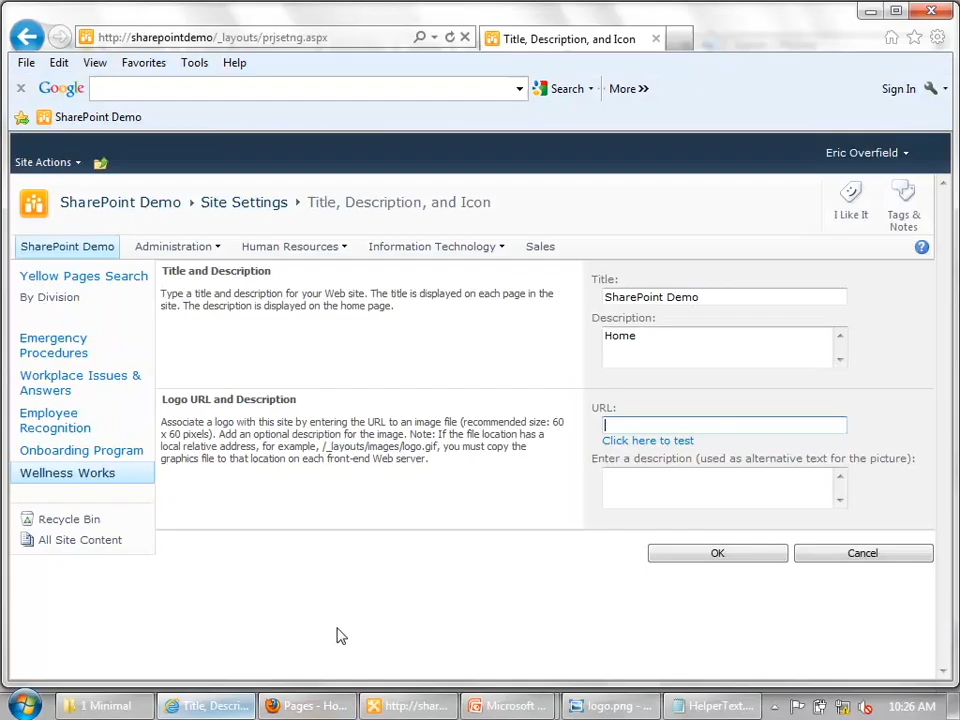 http://sharepointdemo/_layouts/prjsetng.aspx
Title, Description, and Icon
File Edit View Favorites Tools Help
Google Search More >> Sign In
SharePoint Demo
Site Actions
Eric Overfield
SharePoint Demo Site Settings Title, Description, and Icon
I Like It
Tags &
Notes
SharePoint Demo Administration Human Resources Information Technology Sales
Yellow Pages Search
By Division
Emergency
Procedures
Workplace Issues &
Answers
Employee
Recognition
Onboarding Program
Wellness Works
Recycle Bin
All Site Content
Title and Description
Type a title and description for your Web site. The title is displayed on each page in the
site. The description is displayed on the home page.
Title:
SharePoint Demo
Description:
Home
Logo URL and Description
Associate a logo with this site by entering the URL to an image file (recommended size: 60
x 60 pixels). Add an optional description for the image. Note: If the file location has a
local relative address, for example, /_layouts/images/logo.gif, you must copy the
graphics file to that location on each front-end Web server.
URL:
Click here to test
Enter a description (used as alternative text for the picture):
OK Cancel
1 Minimal Title, Descri... Pages - Ho... http://shar... Microsoft ... logo.png - ... HelperText... 10:26 AM